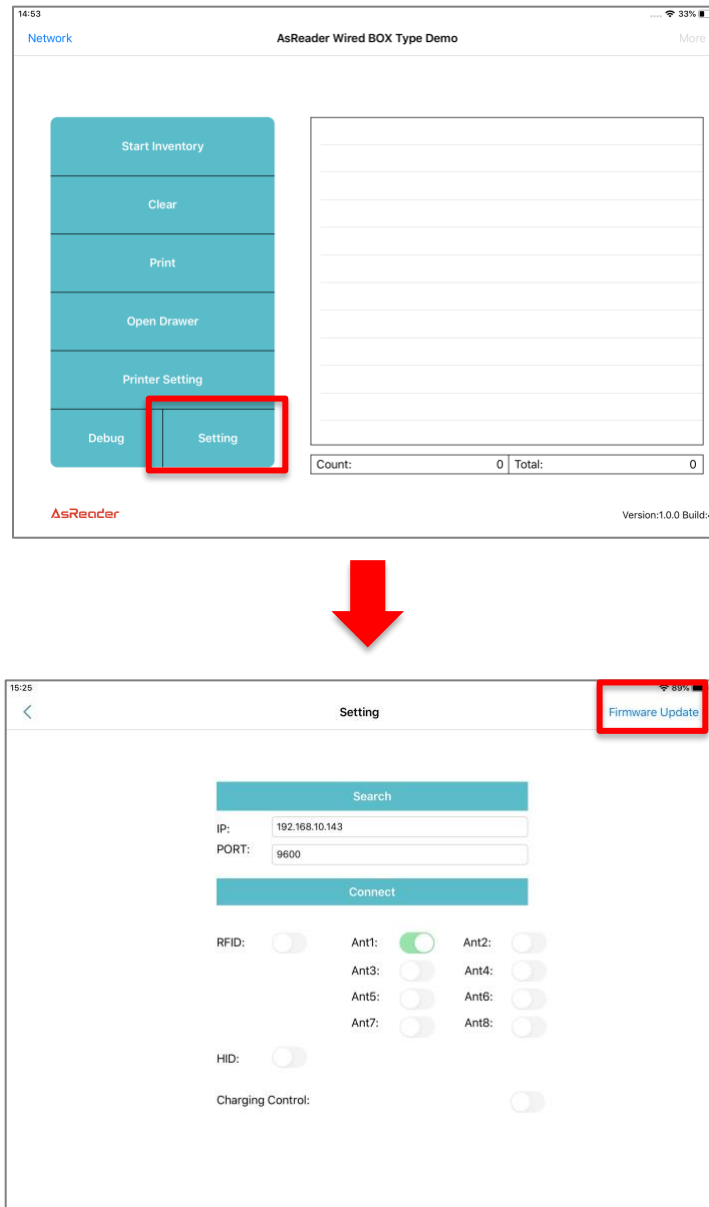 14:53 33%
Network AsReader Wired BOX Type Demo More
Start Inventory
Clear
Print
Open Drawer
Printer Setting
Debug Setting
Count: 0 Total: 0
AsReader Version:1.0.0 Build:
15:25 89%
Setting Firmware Update
Search
IP: 192.168.10.143
PORT: 9600
Connect
RFID: Ant1: Ant2:
Ant3: Ant4:
Ant5: Ant6:
Ant7: Ant8:
HID:
Charging Control: